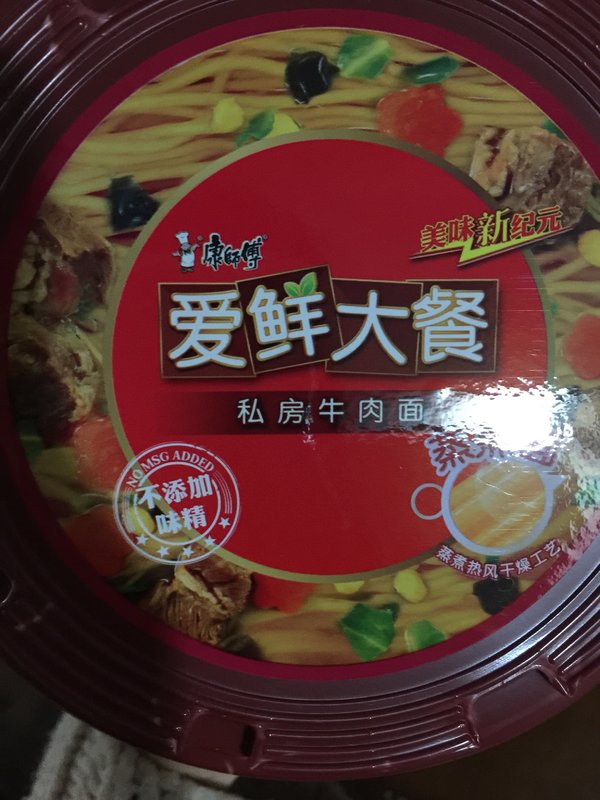 康師傅
美味新纪元
爱鲜大餐
私房牛肉面
NO MSG ADDED
不添加
味精
蒸煮热风干燥工艺